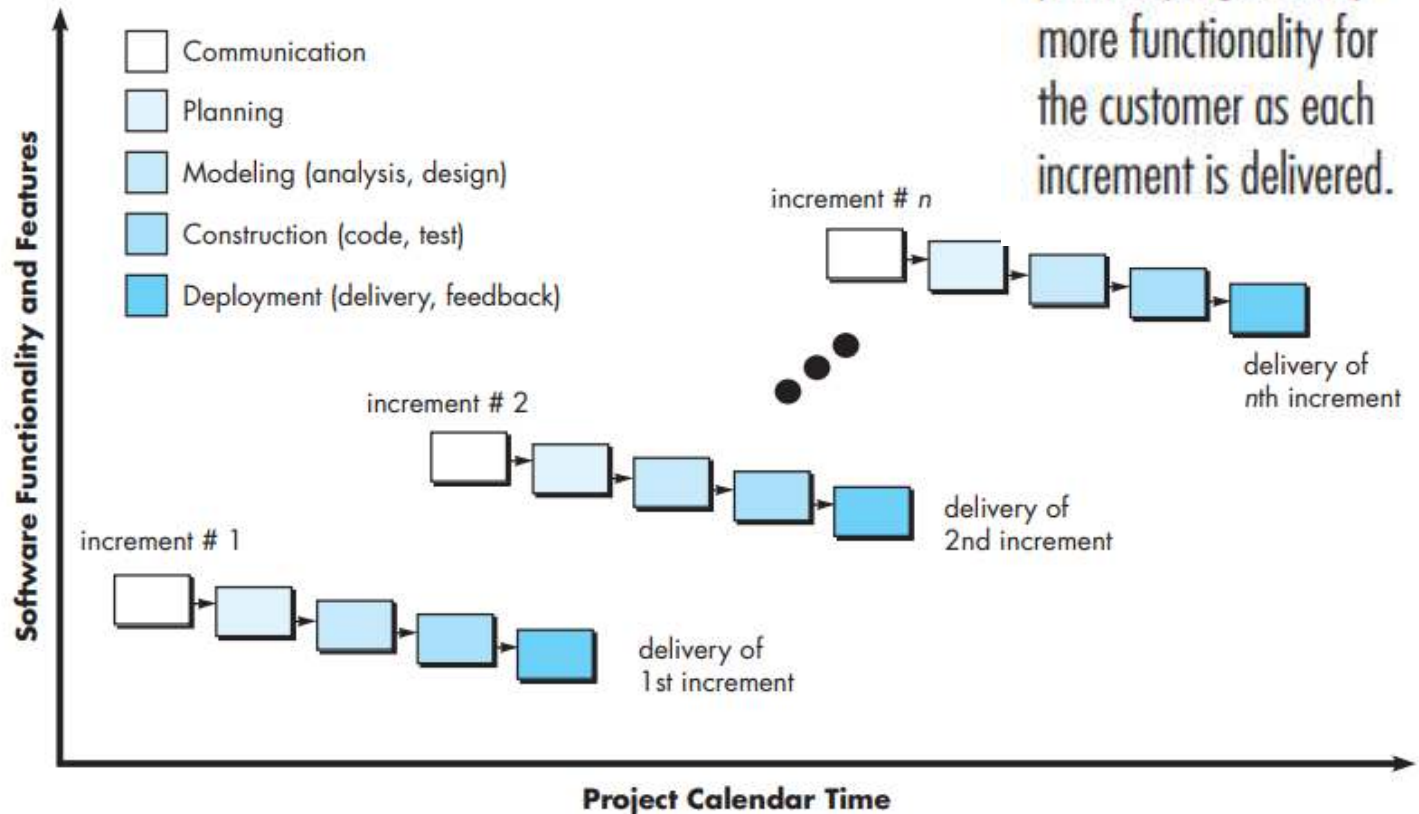 more functionality for
the customer as each
increment is delivered.
Communication
Planning
Modeling (analysis, design)
Construction (code, test)
Deployment (delivery, feedback)
increment # n
delivery of
nth increment
increment # 2
delivery of
2nd increment
increment # 1
delivery of
1st increment
Software Functionality and Features
Project Calendar Time